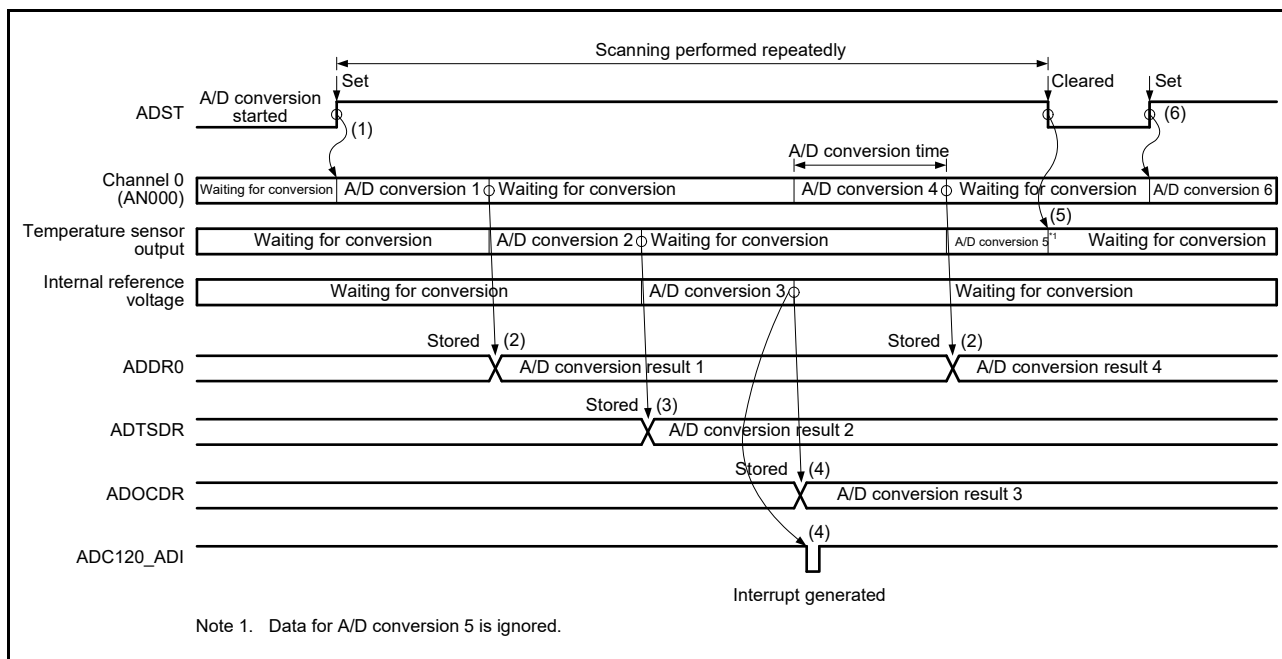 Scanning performed repeatedly
Set
Cleared
Set
A/D conversion
started
ADST
(1)
(6)
A/D conversion time
Channel 0
(AN000)
Waiting for conversion
A/D conversion 1
Waiting for conversion
A/D conversion 4
Waiting for conversion
A/D conversion 6
(5)
Temperature sensor
output
Waiting for conversion
A/D conversion 2
Waiting for conversion
A/D conversion 5*1
Waiting for conversion
Internal reference
voltage
Waiting for conversion
A/D conversion 3
Waiting for conversion
Stored
(2)
Stored
(2)
ADDR0
A/D conversion result 1
A/D conversion result 4
Stored
(3)
ADTSDR
A/D conversion result 2
Stored
(4)
ADOCDR
A/D conversion result 3
(4)
ADC120_ADI
Interrupt generated
Note 1. Data for A/D conversion 5 is ignored.